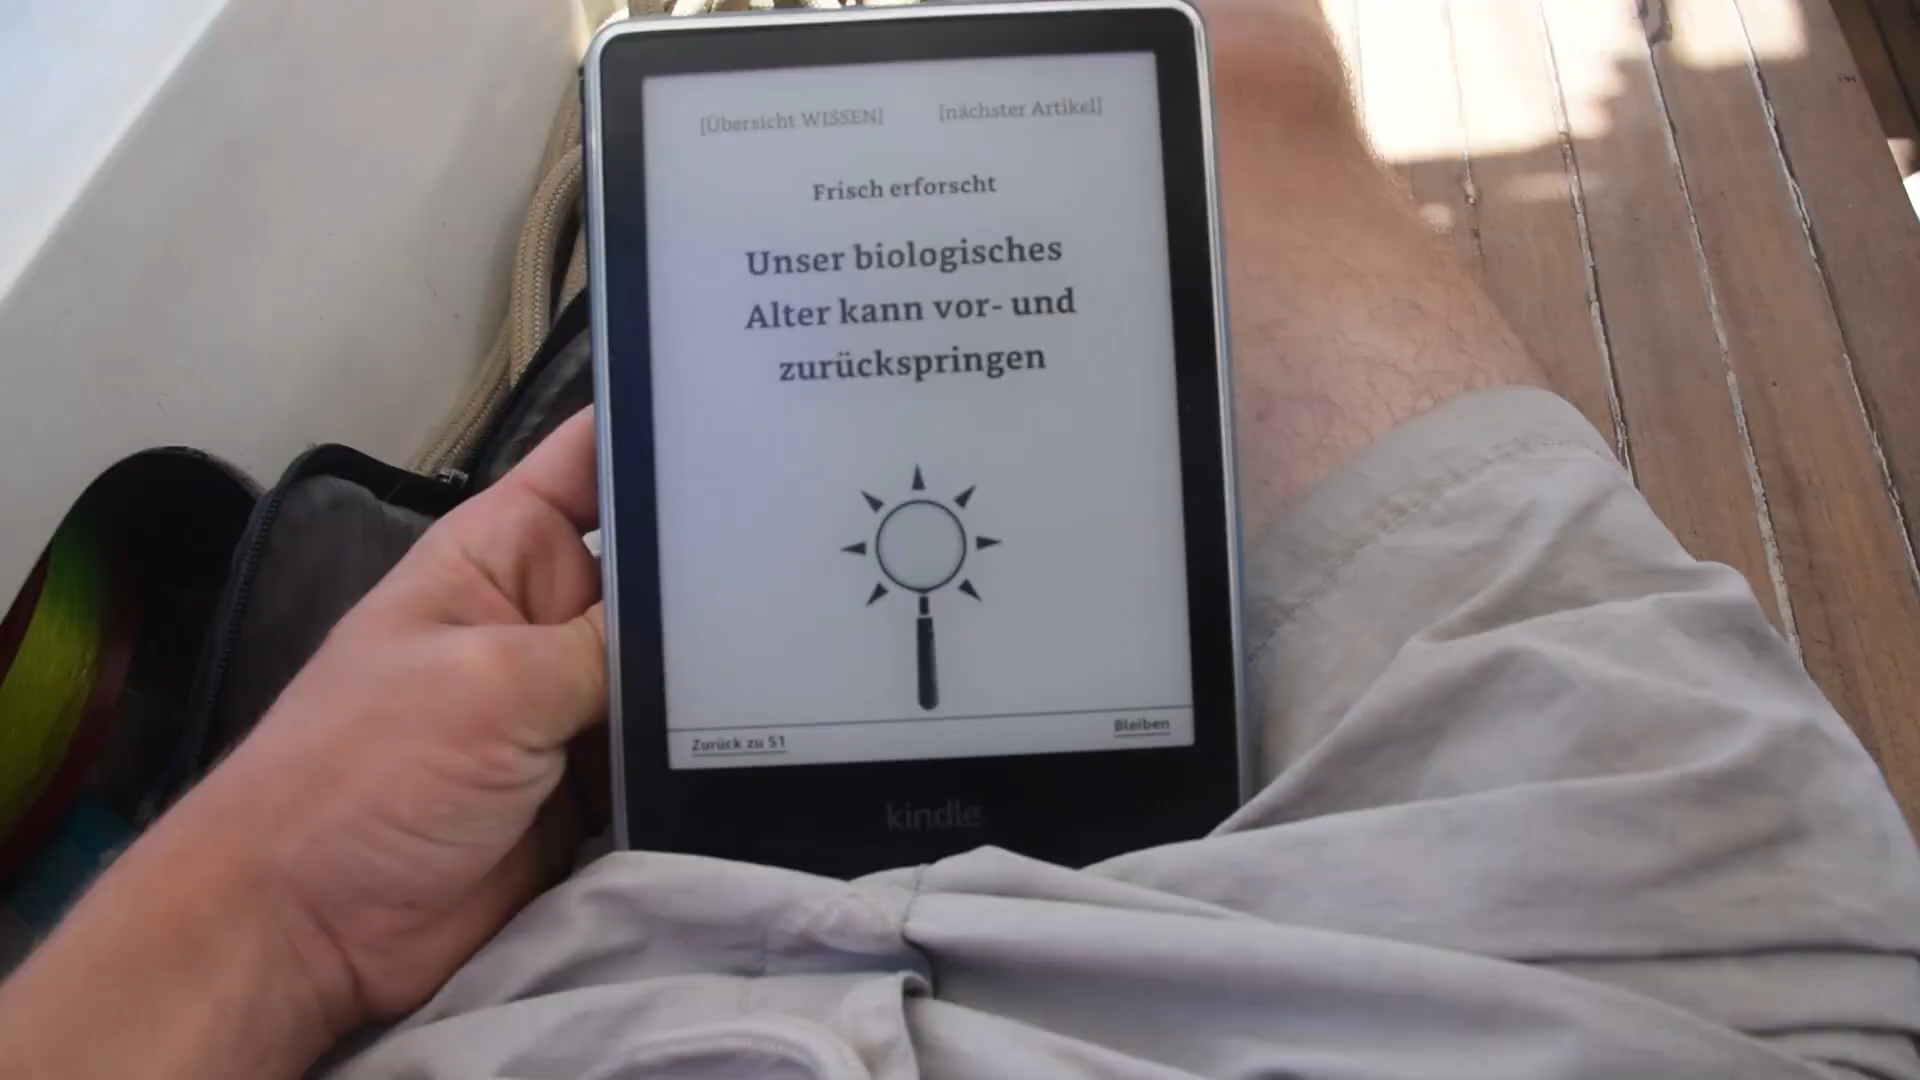 [Übersicht WISSEN] [nächster Artikel]
Frisch erforscht
Unser biologisches
Alter kann vor- und
zurückspringen
Zurück zu 51 Bleiben
kindle